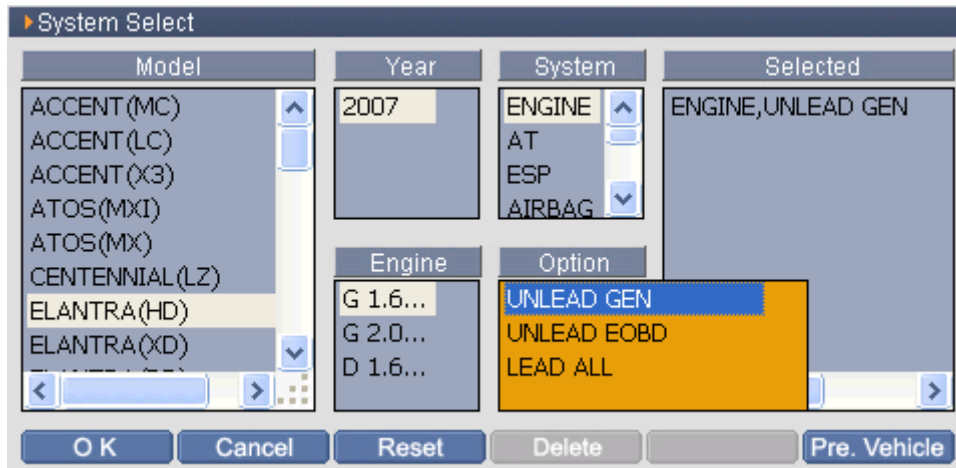 System Select
Model
ACCENT(MC)
ACCENT(LC)
ACCENT(X3)
ATOS(MXI)
ATOS(MX)
CENTENNIAL(LZ)
ELANTRA(HD)
ELANTRA(XD)
Year
2007
System
ENGINE
AT
ESP
AIRBAG
Selected
ENGINE,UNLEAD GEN
Engine
G 1.6...
G 2.0...
D 1.6...
Option
UNLEAD GEN
UNLEAD EOBD
LEAD ALL
O K
Cancel
Reset
Delete
Pre. Vehicle